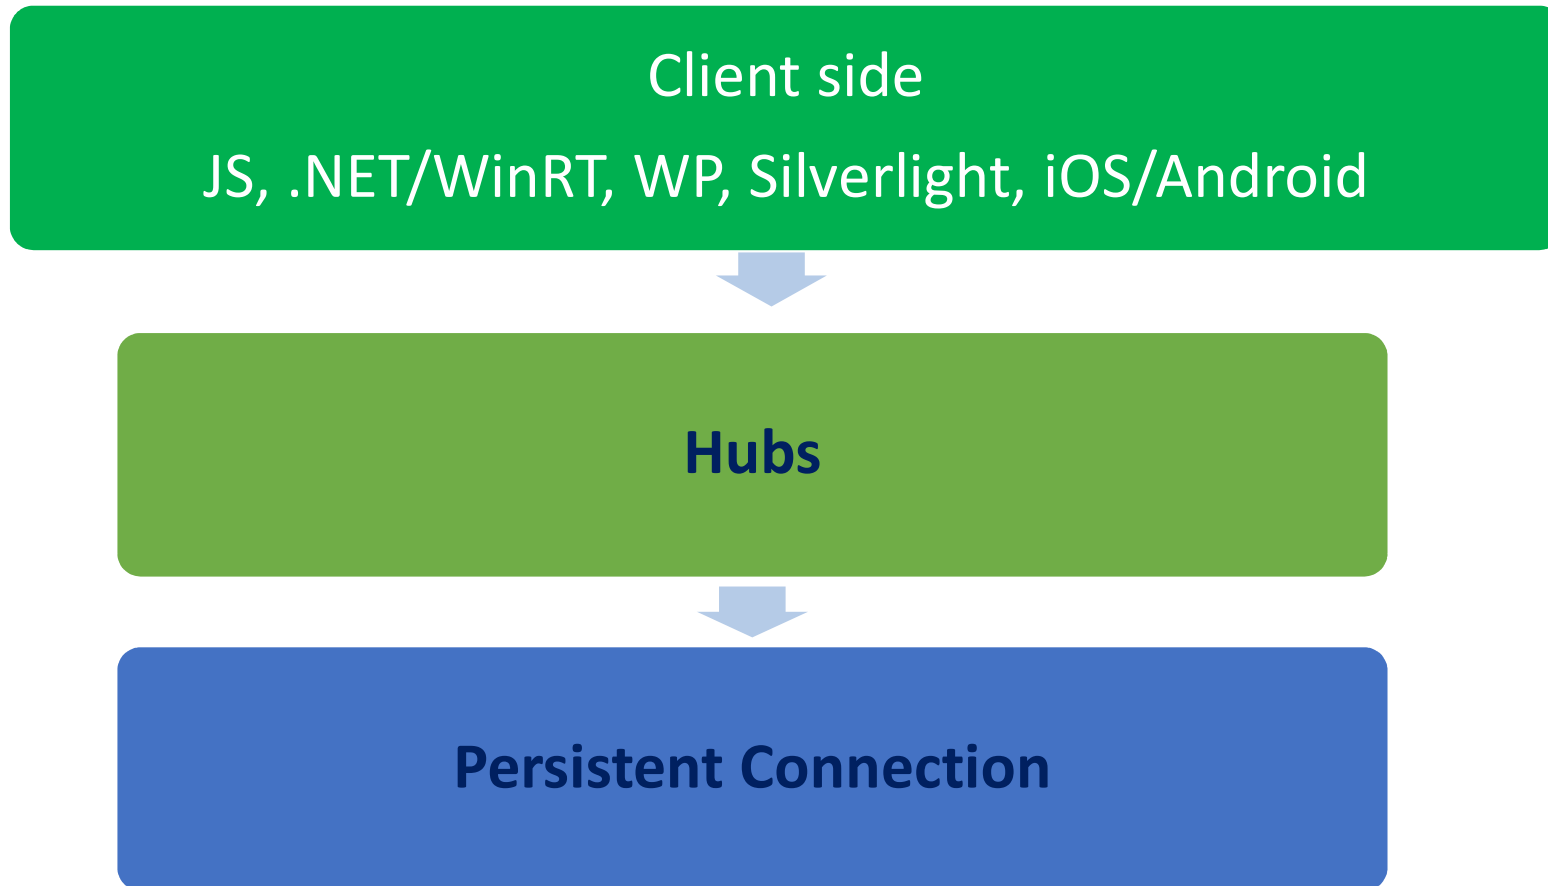 Client side
JS, .NET/WinRT, WP, Silverlight, iOS/Android
Hubs
Persistent Connection